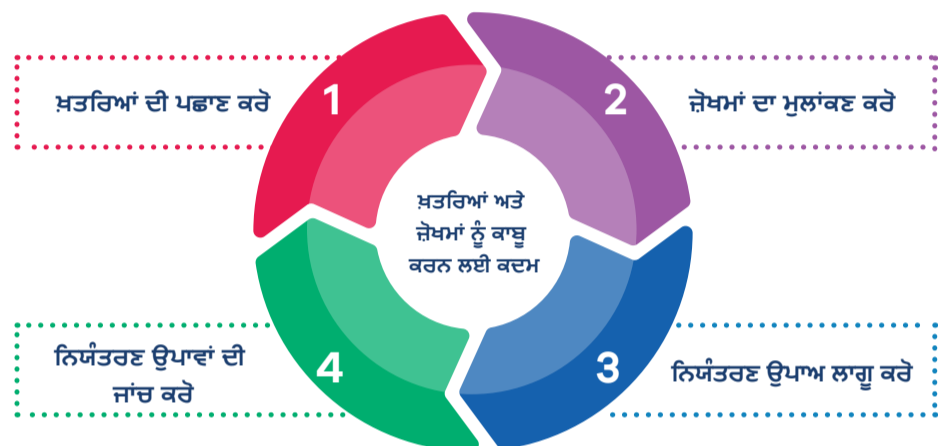 1
ਖ਼ਤਰਿਆਂ ਦੀ ਪਛਾਣ ਕਰੋ
2
ਜ਼ੋਖਮਾਂ ਦਾ ਮੁਲਾਂਕਣ ਕਰੋ
ਖ਼ਤਰਿਆਂ ਅਤੇ
ਜ਼ੋਖਮਾਂ ਨੂੰ ਕਾਬੂ
ਕਰਨ ਲਈ ਕਦਮ
3
ਨਿਯੰਤਰਣ ਉਪਾਅ ਲਾਗੂ ਕਰੋ
4
ਨਿਯੰਤਰਣ ਉਪਾਵਾਂ ਦੀ
ਜਾਂਚ ਕਰੋ